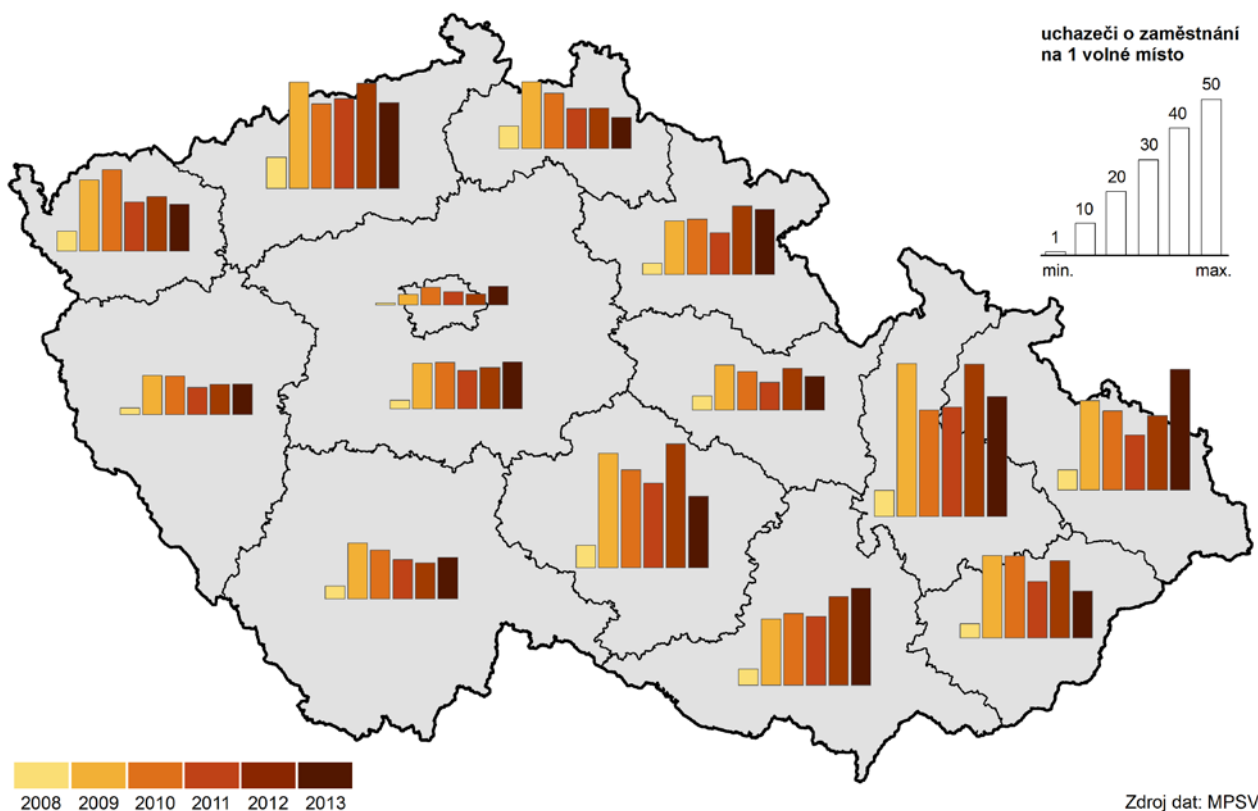 uchazeči o zaměstnání
na 1 volné místo
1
10
20
30
40
50
min.
max.
2008
2009
2010
2011
2012
2013
Zdroj dat: MPSV